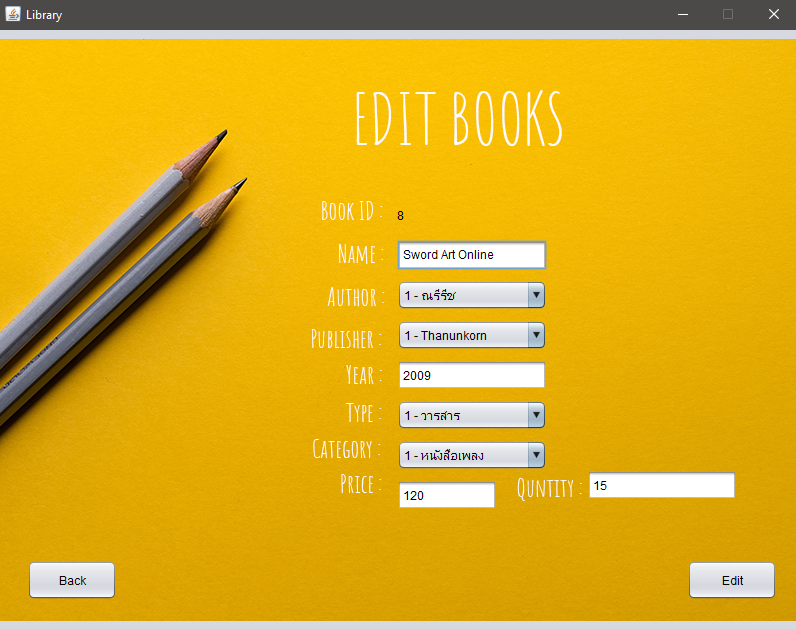 Library
EDIT BOOKS
BOOK ID : 8
NAME : Sword Art Online
AUTHOR : 1 - ณรีรีช
PUBLISHER : 1 - Thanunkorn
YEAR : 2009
TYPE : 1 - วารสาร
CATEGORY : 1 - หนังสือเพลง
PRICE : 120 QUNTITY : 15
Back Edit